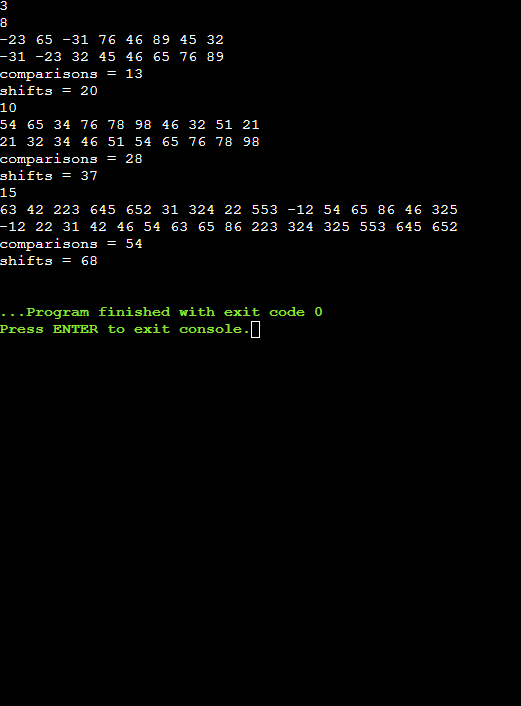 3
8
-23 65 -31 76 46 89 45 32
-31 -23 32 45 46 65 76 89
comparisons = 13
shifts = 20
10
54 65 34 76 78 98 46 32 51 21
21 32 34 46 51 54 65 76 78 98
comparisons = 28
shifts = 37
15
63 42 223 645 652 31 324 22 553 -12 54 65 86 46 325
-12 22 31 42 46 54 63 65 86 223 324 325 553 645 652
comparisons = 54
shifts = 68
...Program finished with exit code 0
Press ENTER to exit console.